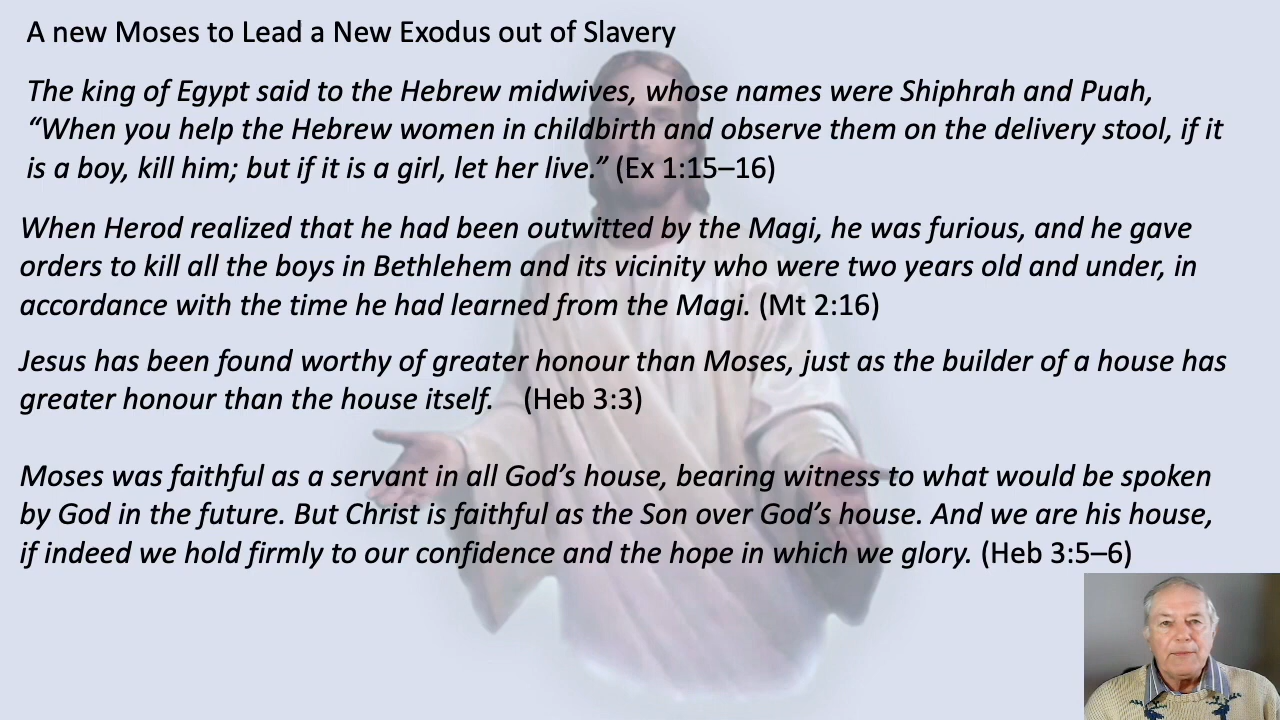 A new Moses to Lead a New Exodus out of Slavery
The king of Egypt said to the Hebrew midwives, whose names were Shiphrah and Puah,
“When you help the Hebrew women in childbirth and observe them on the delivery stool, if it
is a boy, kill him; but if it is a girl, let her live.” (Ex 1:15–16)
When Herod realized that he had been outwitted by the Magi, he was furious, and he gave
orders to kill all the boys in Bethlehem and its vicinity who were two years old and under, in
accordance with the time he had learned from the Magi. (Mt 2:16)
Jesus has been found worthy of greater honour than Moses, just as the builder of a house has
greater honour than the house itself. (Heb 3:3)
Moses was faithful as a servant in all God’s house, bearing witness to what would be spoken
by God in the future. But Christ is faithful as the Son over God’s house. And we are his house,
if indeed we hold firmly to our confidence and the hope in which we glory. (Heb 3:5–6)